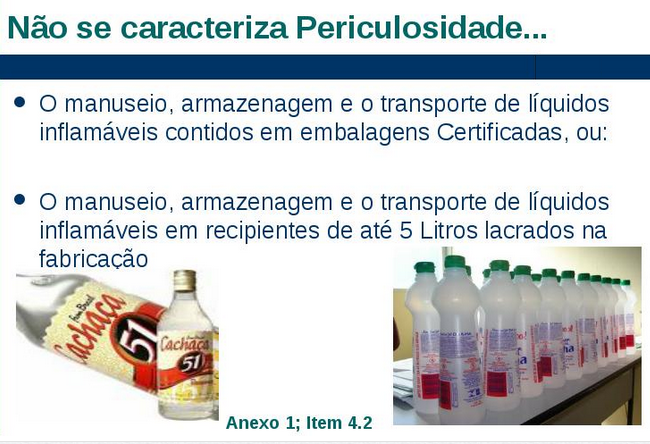 Não se caracteriza Periculosidade...
O manuseio, armazenagem e o transporte de líquidos
inflamáveis contidos em embalagens Certificadas, ou:
O manuseio, armazenagem e o transporte de líquidos
inflamáveis em recipientes de até 5 Litros lacrados na
fabricação
from Brazil
Cachaça
51
Cachaça
51
Anexo 1; Item 4.2